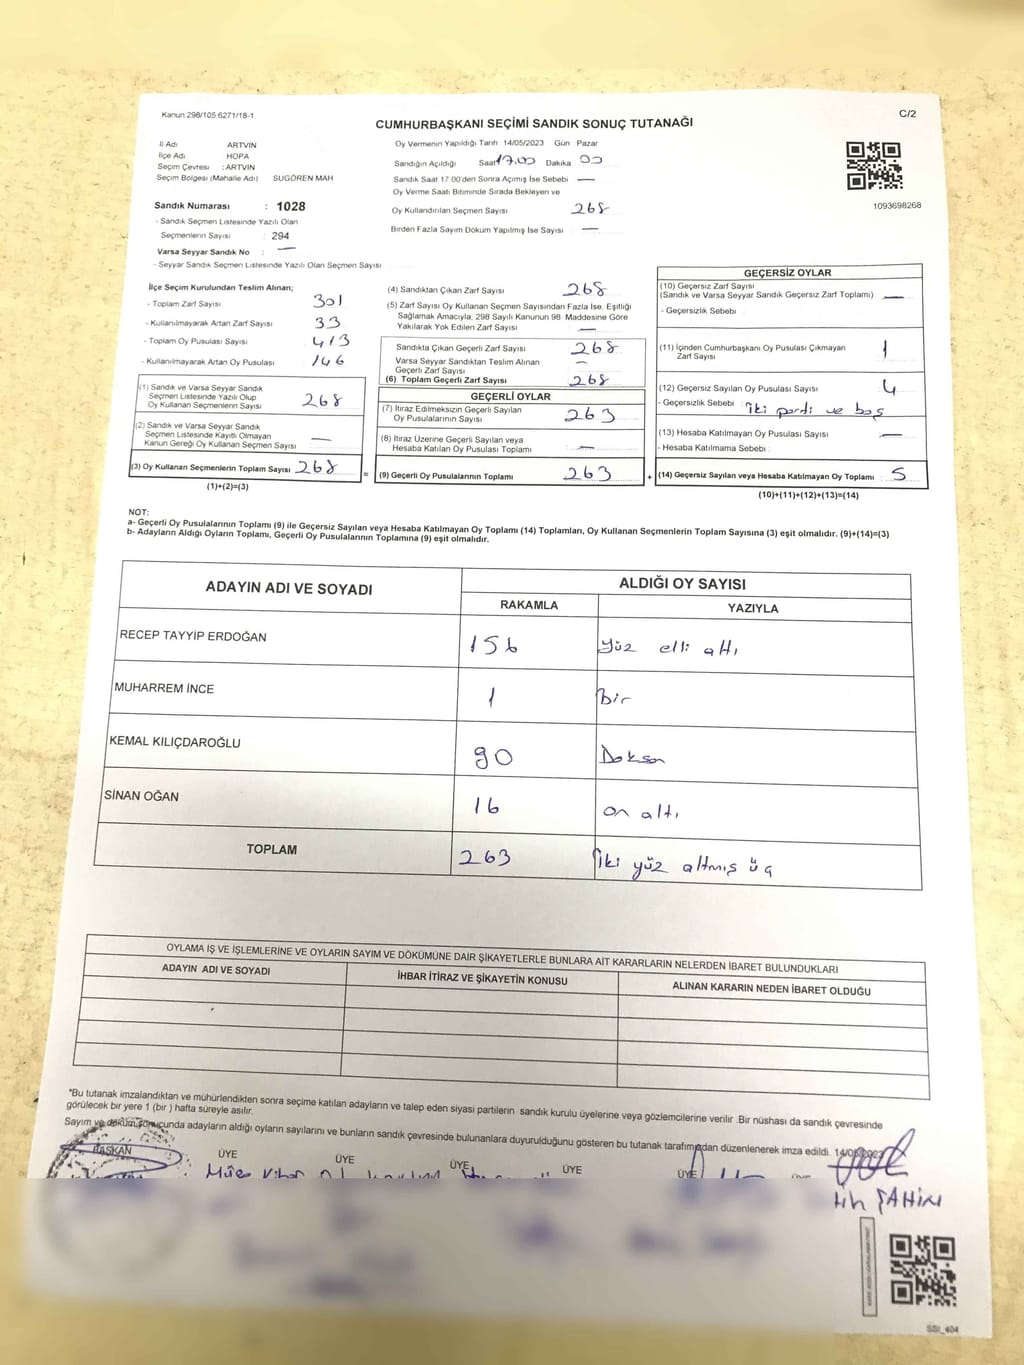 Kanun.298/105.6271/18-1
C/2
CUMHURBAŞKANI SEÇİMİ SANDIK SONUÇ TUTANAĞI
İl Adı ARTVIN
İlçe Adı HOPA
Seçim Çevresi : ARTVIN
Seçim Bölgesi (Mahalle Adı) SUGÖREN MAH
Sandık Numarası : 1028
- Sandık Seçmen Listesinde Yazılı Olan
Seçmenlerin Sayısı : 294
Varsa Seyyar Sandık No : —
- Seyyar Sandık Seçmen Listesinde Yazılı Olan Seçmen Sayısı
Oy Vermenin Yapıldığı Tarih 14/05/2023 Gün Pazar
Sandığın Açıldığı Saat 17.00 Dakika 00
Sandık Saat 17.00'den Sonra Açımış İse Sebebi —
Oy Verme Saati Bitiminde Sırada Bekleyen ve
Oy Kullandırılan Seçmen Sayısı 268
Birden Fazla Sayım Döküm Yapılmış İse Sayısı —
1093698268
İlçe Seçim Kurulundan Teslim Alınan;
- Toplam Zarf Sayısı 301
- Kullanılmayarak Artan Zarf Sayısı 33
- Toplam Oy Pusulası Sayısı 413
- Kullanılmayarak Artan Oy Pusulası 146
(1) Sandık ve Varsa Seyyar Sandık
Seçmen Listesinde Yazılı Olup
Oy Kullanan Seçmenlerin Sayısı 268
(2) Sandık ve Varsa Seyyar Sandık
Seçmen Listesinde Kayıtlı Olmayan
Kanun Gereği Oy Kullanan Seçmen Sayısı —
(3) Oy Kullanan Seçmenlerin Toplam Sayısı 268
(1)+(2)=(3)
(4) Sandıktan Çıkan Zarf Sayısı 268
(5) Zarf Sayısı Oy Kullanan Seçmen Sayısından Fazla İse, Eşitliği
Sağlamak Amacıyla; 298 Sayılı Kanunun 98. Maddesine Göre
Yakılarak Yok Edilen Zarf Sayısı —
Sandıkta Çıkan Geçerli Zarf Sayısı 268
Varsa Seyyar Sandıktan Teslim Alınan
Geçerli Zarf Sayısı —
(6) Toplam Geçerli Zarf Sayısı 268
GEÇERLİ OYLAR
(7) İtiraz Edilmeksizin Geçerli Sayılan
Oy Pusulalarının Sayısı 263
(8) İtiraz Üzerine Geçerli Sayılan veya
Hesaba Katılan Oy Pusulaları Toplamı —
= (9) Geçerli Oy Pusulalarının Toplamı 263
GEÇERSİZ OYLAR
(10) Geçersiz Zarf Sayısı
(Sandık ve Varsa Seyyar Sandık Geçersiz Zarf Toplamı) —
- Geçersizlik Sebebi
(11) İçinden Cumhurbaşkanı Oy Pusulası Çıkmayan
Zarf Sayısı 1
(12) Geçersiz Sayılan Oy Pusulası Sayısı 4
- Geçersizlik Sebebi iki parti ve boş
(13) Hesaba Katılmayan Oy Pusulası Sayısı —
- Hesaba Katılmama Sebebi
+ (14) Geçersiz Sayılan veya Hesaba Katılmayan Oy Toplamı 5
(10)+(11)+(12)+(13)=(14)
NOT:
a- Geçerli Oy Pusulalarının Toplamı (9) ile Geçersiz Sayılan veya Hesaba Katılmayan Oy Toplamı (14) Toplamları, Oy Kullanan Seçmenlerin Toplam Sayısına (3) eşit olmalıdır. (9)+(14)=(3)
b- Adayların Aldığı Oyların Toplamı, Geçerli Oy Pusulalarının Toplamına (9) eşit olmalıdır.
ADAYIN ADI VE SOYADI ALDIĞI OY SAYISI
RAKAMLA YAZIYLA
RECEP TAYYİP ERDOĞAN 156 Yüz elli altı
MUHARREM İNCE 1 Bir
KEMAL KILIÇDAROĞLU 90 Doksan
SİNAN OĞAN 16 on altı
TOPLAM 263 iki yüz altmış üç
OYLAMA İŞ VE İŞLEMLERİNE VE OYLARIN SAYIM VE DÖKÜMÜNE DAİR ŞİKAYETLERLE BUNLARA AİT KARARLARIN NELERDEN İBARET BULUNDUKLARI
ADAYIN ADI VE SOYADI İHBAR İTİRAZ VE ŞİKAYETİN KONUSU ALINAN KARARIN NEDEN İBARET OLDUĞU
*Bu tutanak imzalandıktan ve mühürlendikten sonra seçime katılan adayların ve talep eden siyasi partilerin sandık kurulu üyelerine veya gözlemcilerine verilir. Bir nüshası da sandık çevresinde
görülecek bir yere 1 (bir) hafta süreyle asılır.
Sayım ve döküm sonucunda adayların aldığı oyların sayılarını ve bunların sandık çevresinde bulunanlara duyurulduğunu gösteren bu tutanak tarafımızdan düzenlenerek imza edildi. 14/05/2023
BAŞKAN ÜYE ÜYE ÜYE ÜYE ÜYE
ŞAHİN
SSI_404